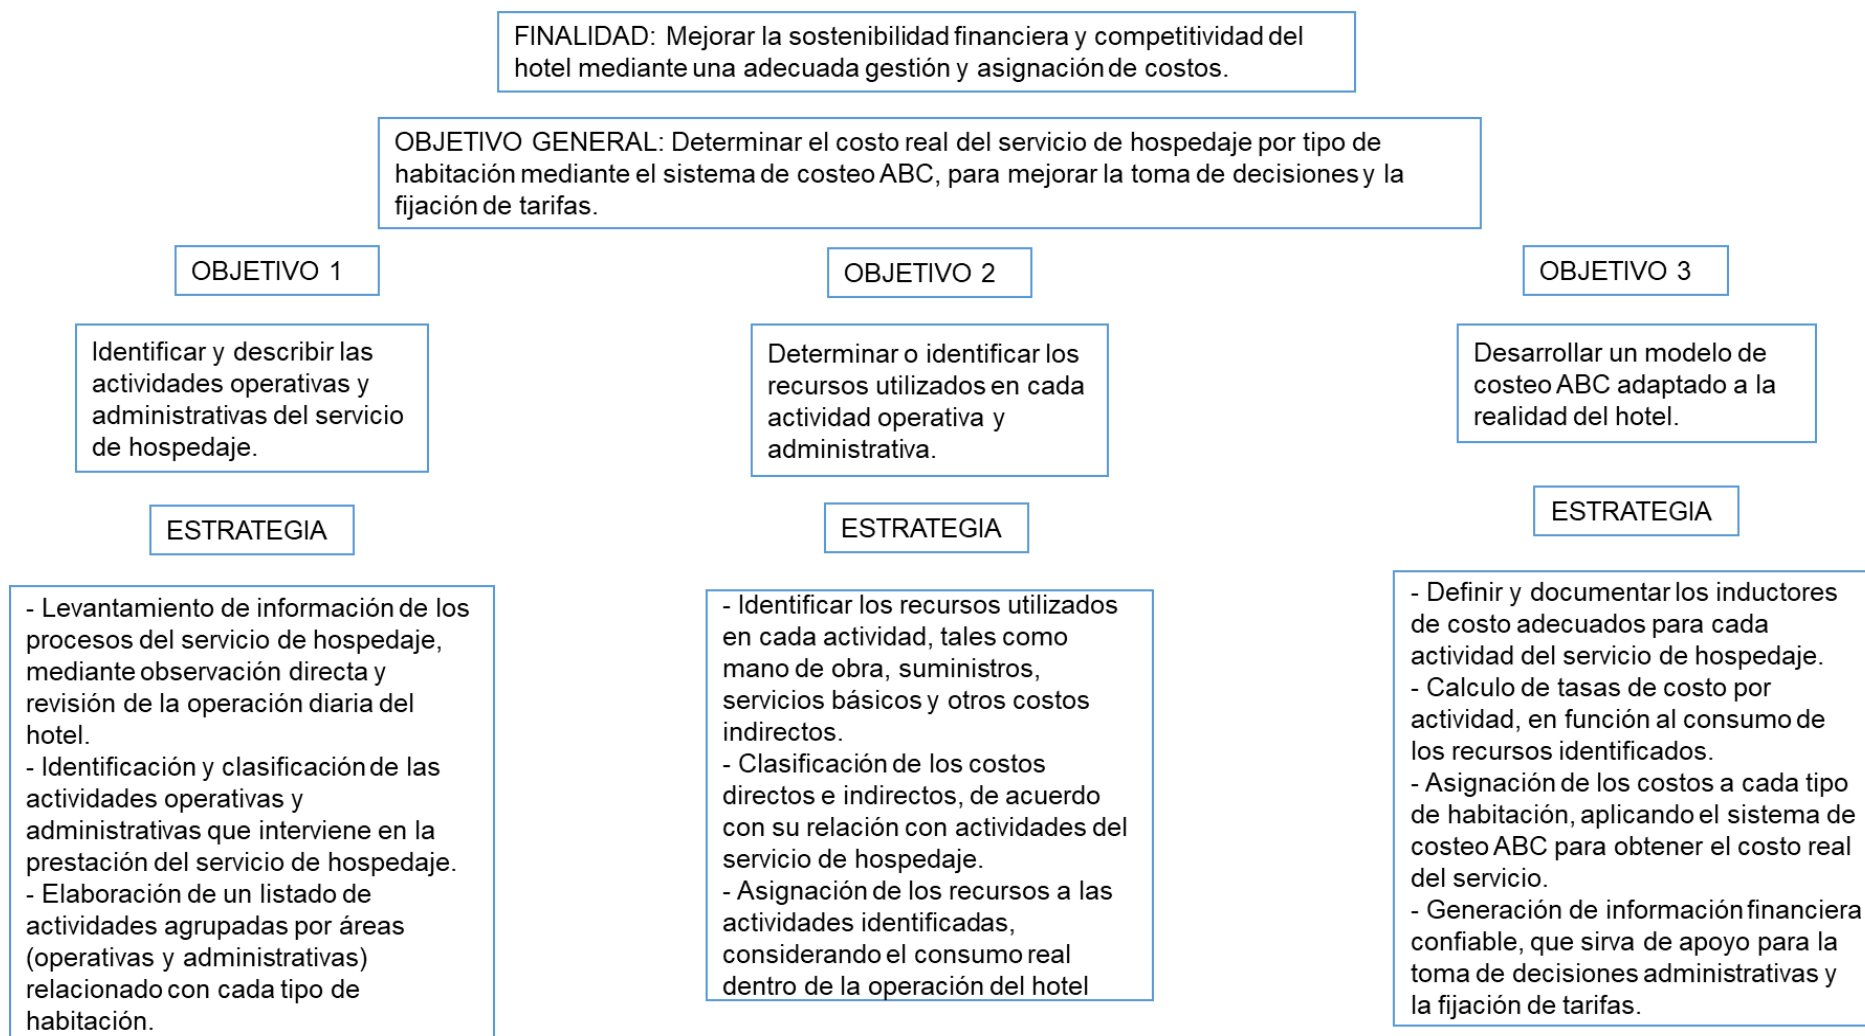 FINALIDAD: Mejorar la sostenibilidad financiera y competitividad del
hotel mediante una adecuada gestión y asignación de costos.
OBJETIVO GENERAL: Determinar el costo real del servicio de hospedaje por tipo de
habitación mediante el sistema de costeo ABC, para mejorar la toma de decisiones y la
fijación de tarifas.
OBJETIVO 1
Identificar y describir las
actividades operativas y
administrativas del servicio
de hospedaje.
ESTRATEGIA
- Levantamiento de información de los
procesos del servicio de hospedaje,
mediante observación directa y
revisión de la operación diaria del
hotel.
- Identificación y clasificación de las
actividades operativas y
administrativas que interviene en la
prestación del servicio de hospedaje.
- Elaboración de un listado de
actividades agrupadas por áreas
(operativas y administrativas)
relacionado con cada tipo de
habitación.
OBJETIVO 2
Determinar o identificar los
recursos utilizados en cada
actividad operativa y
administrativa.
ESTRATEGIA
- Identificar los recursos utilizados
en cada actividad, tales como
mano de obra, suministros,
servicios básicos y otros costos
indirectos.
- Clasificación de los costos
directos e indirectos, de acuerdo
con su relación con actividades del
servicio de hospedaje.
- Asignación de los recursos a las
actividades identificadas,
considerando el consumo real
dentro de la operación del hotel
OBJETIVO 3
Desarrollar un modelo de
costeo ABC adaptado a la
realidad del hotel.
ESTRATEGIA
- Definir y documentar los inductores
de costo adecuados para cada
actividad del servicio de hospedaje.
- Calculo de tasas de costo por
actividad, en función al consumo de
los recursos identificados.
- Asignación de los costos a cada tipo
de habitación, aplicando el sistema de
costeo ABC para obtener el costo real
del servicio.
- Generación de información financiera
confiable, que sirva de apoyo para la
toma de decisiones administrativas y
la fijación de tarifas.